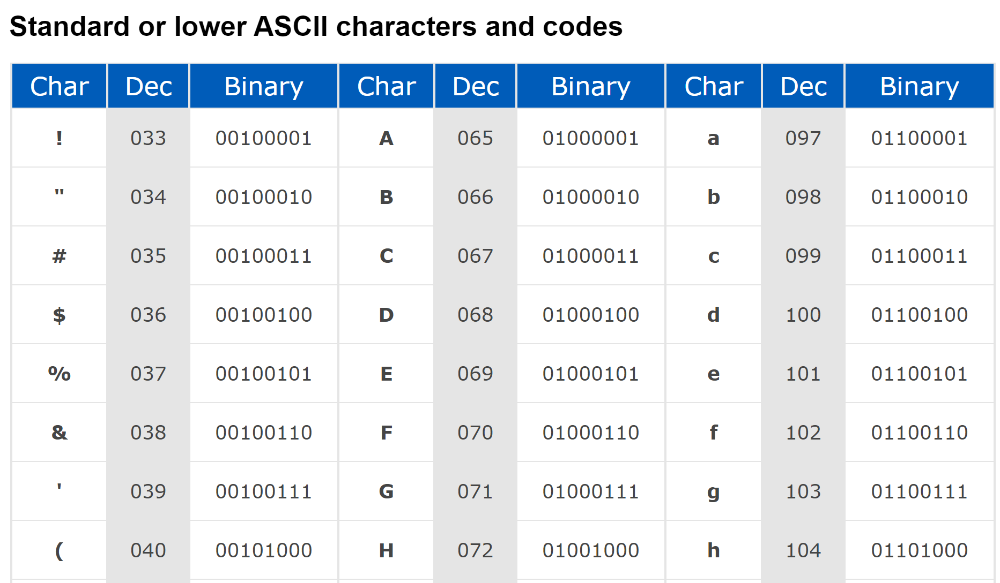 Standard or lower ASCII characters and codes
Char Dec Binary Char Dec Binary Char Dec Binary
! 033 00100001 A 065 01000001 a 097 01100001
" 034 00100010 B 066 01000010 b 098 01100010
# 035 00100011 C 067 01000011 c 099 01100011
$ 036 00100100 D 068 01000100 d 100 01100100
% 037 00100101 E 069 01000101 e 101 01100101
& 038 00100110 F 070 01000110 f 102 01100110
' 039 00100111 G 071 01000111 g 103 01100111
( 040 00101000 H 072 01001000 h 104 01101000